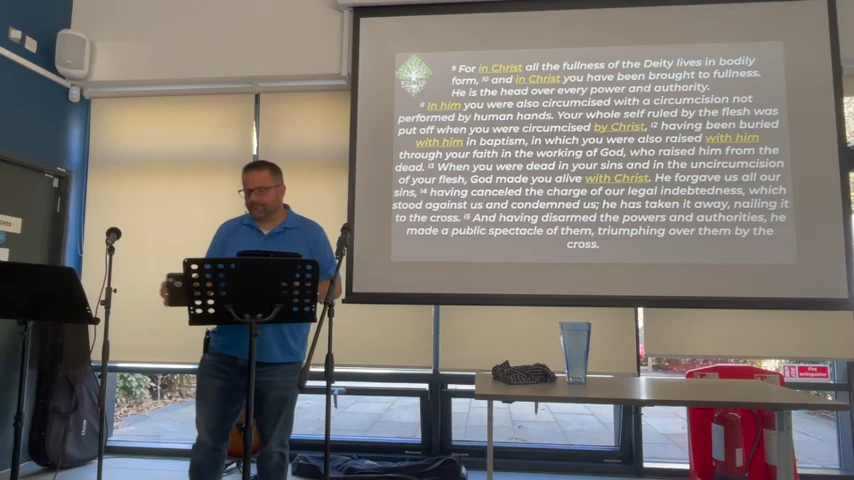 ⁹ For in Christ all the fullness of the Deity lives in bodily
form, ¹⁰ and in Christ you have been brought to fullness.
He is the head over every power and authority.
¹¹ In him you were also circumcised with a circumcision not
performed by human hands. Your whole self ruled by the flesh was
put off when you were circumcised by Christ, ¹² having been buried
with him in baptism, in which you were also raised with him
through your faith in the working of God, who raised him from the
dead. ¹³ When you were dead in your sins and in the uncircumcision
of your flesh, God made you alive with Christ. He forgave us all our
sins, ¹⁴ having canceled the charge of our legal indebtedness, which
stood against us and condemned us; he has taken it away, nailing it
to the cross. ¹⁵ And having disarmed the powers and authorities, he
made a public spectacle of them, triumphing over them by the
cross.
ROOTED
Fire